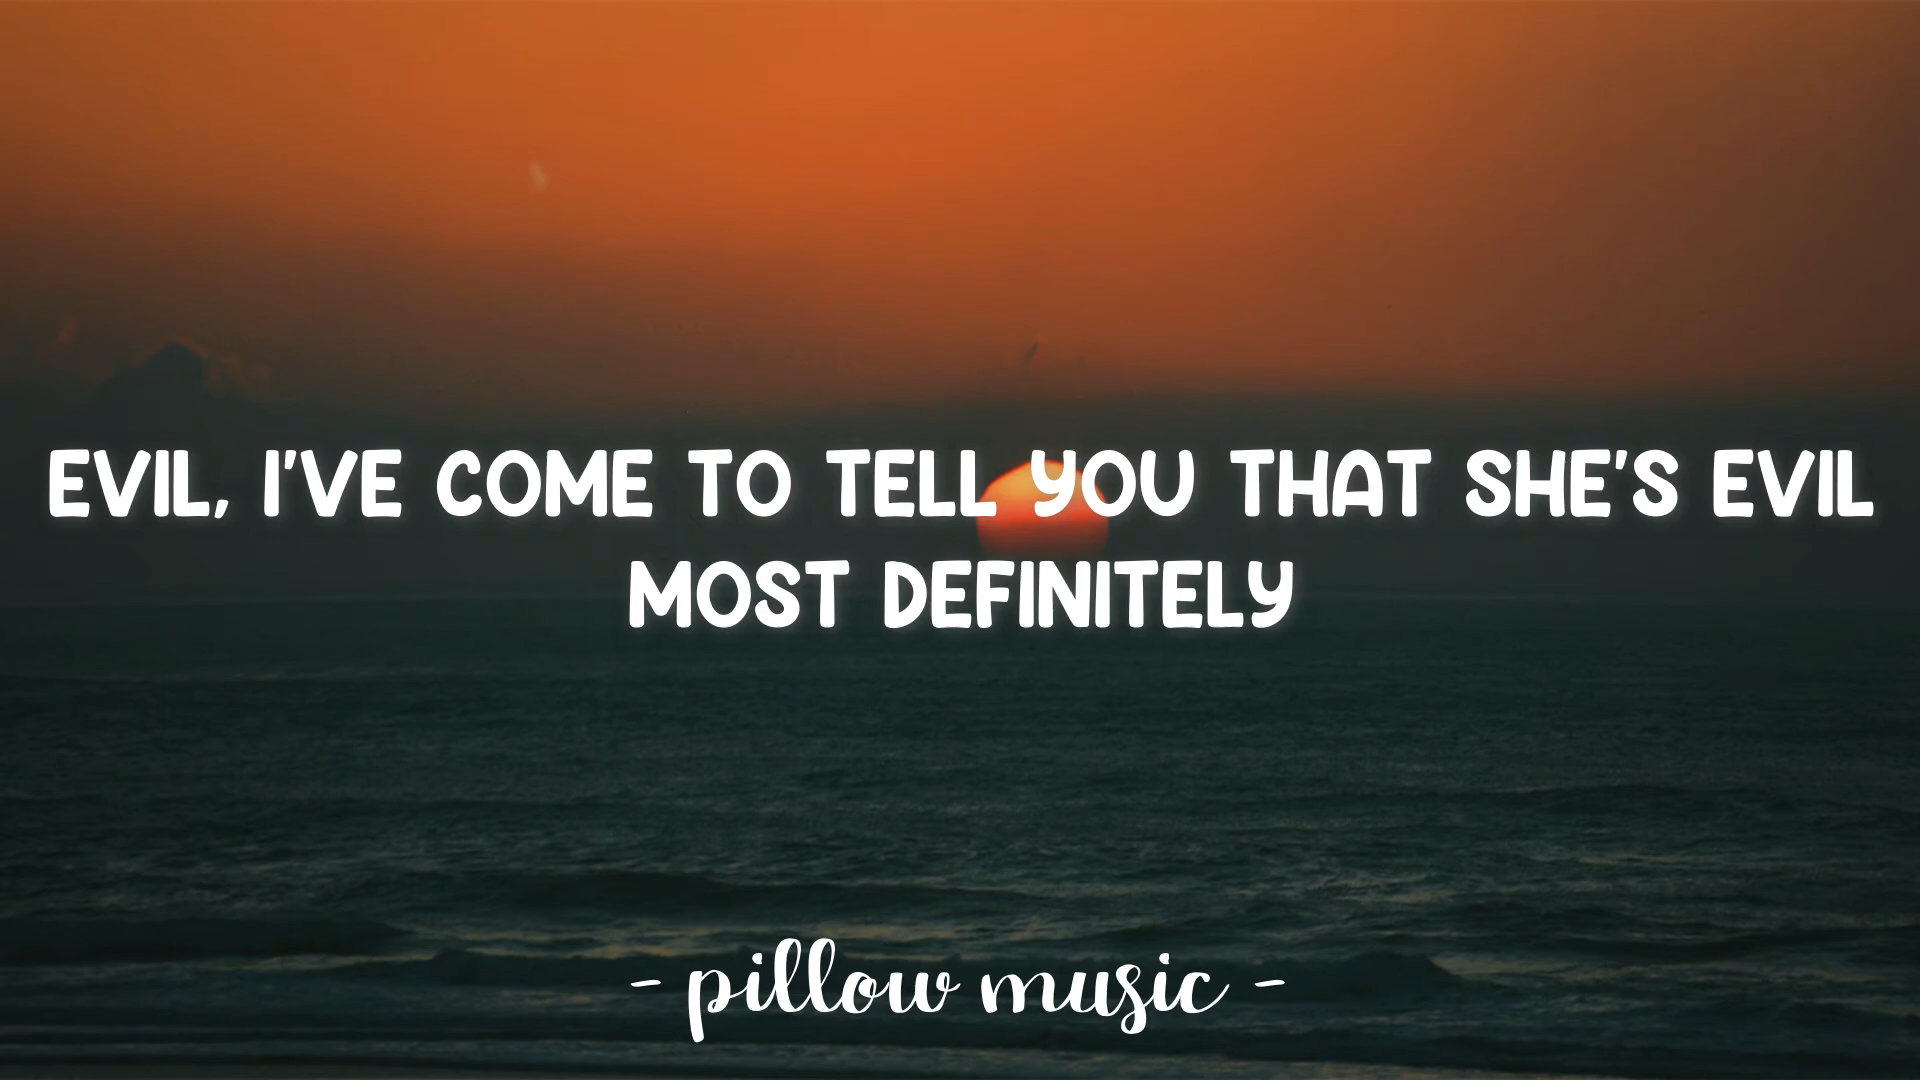 EVIL, I'VE COME TO TELL YOU THAT SHE'S EVIL
MOST DEFINITELY
- pillow music -